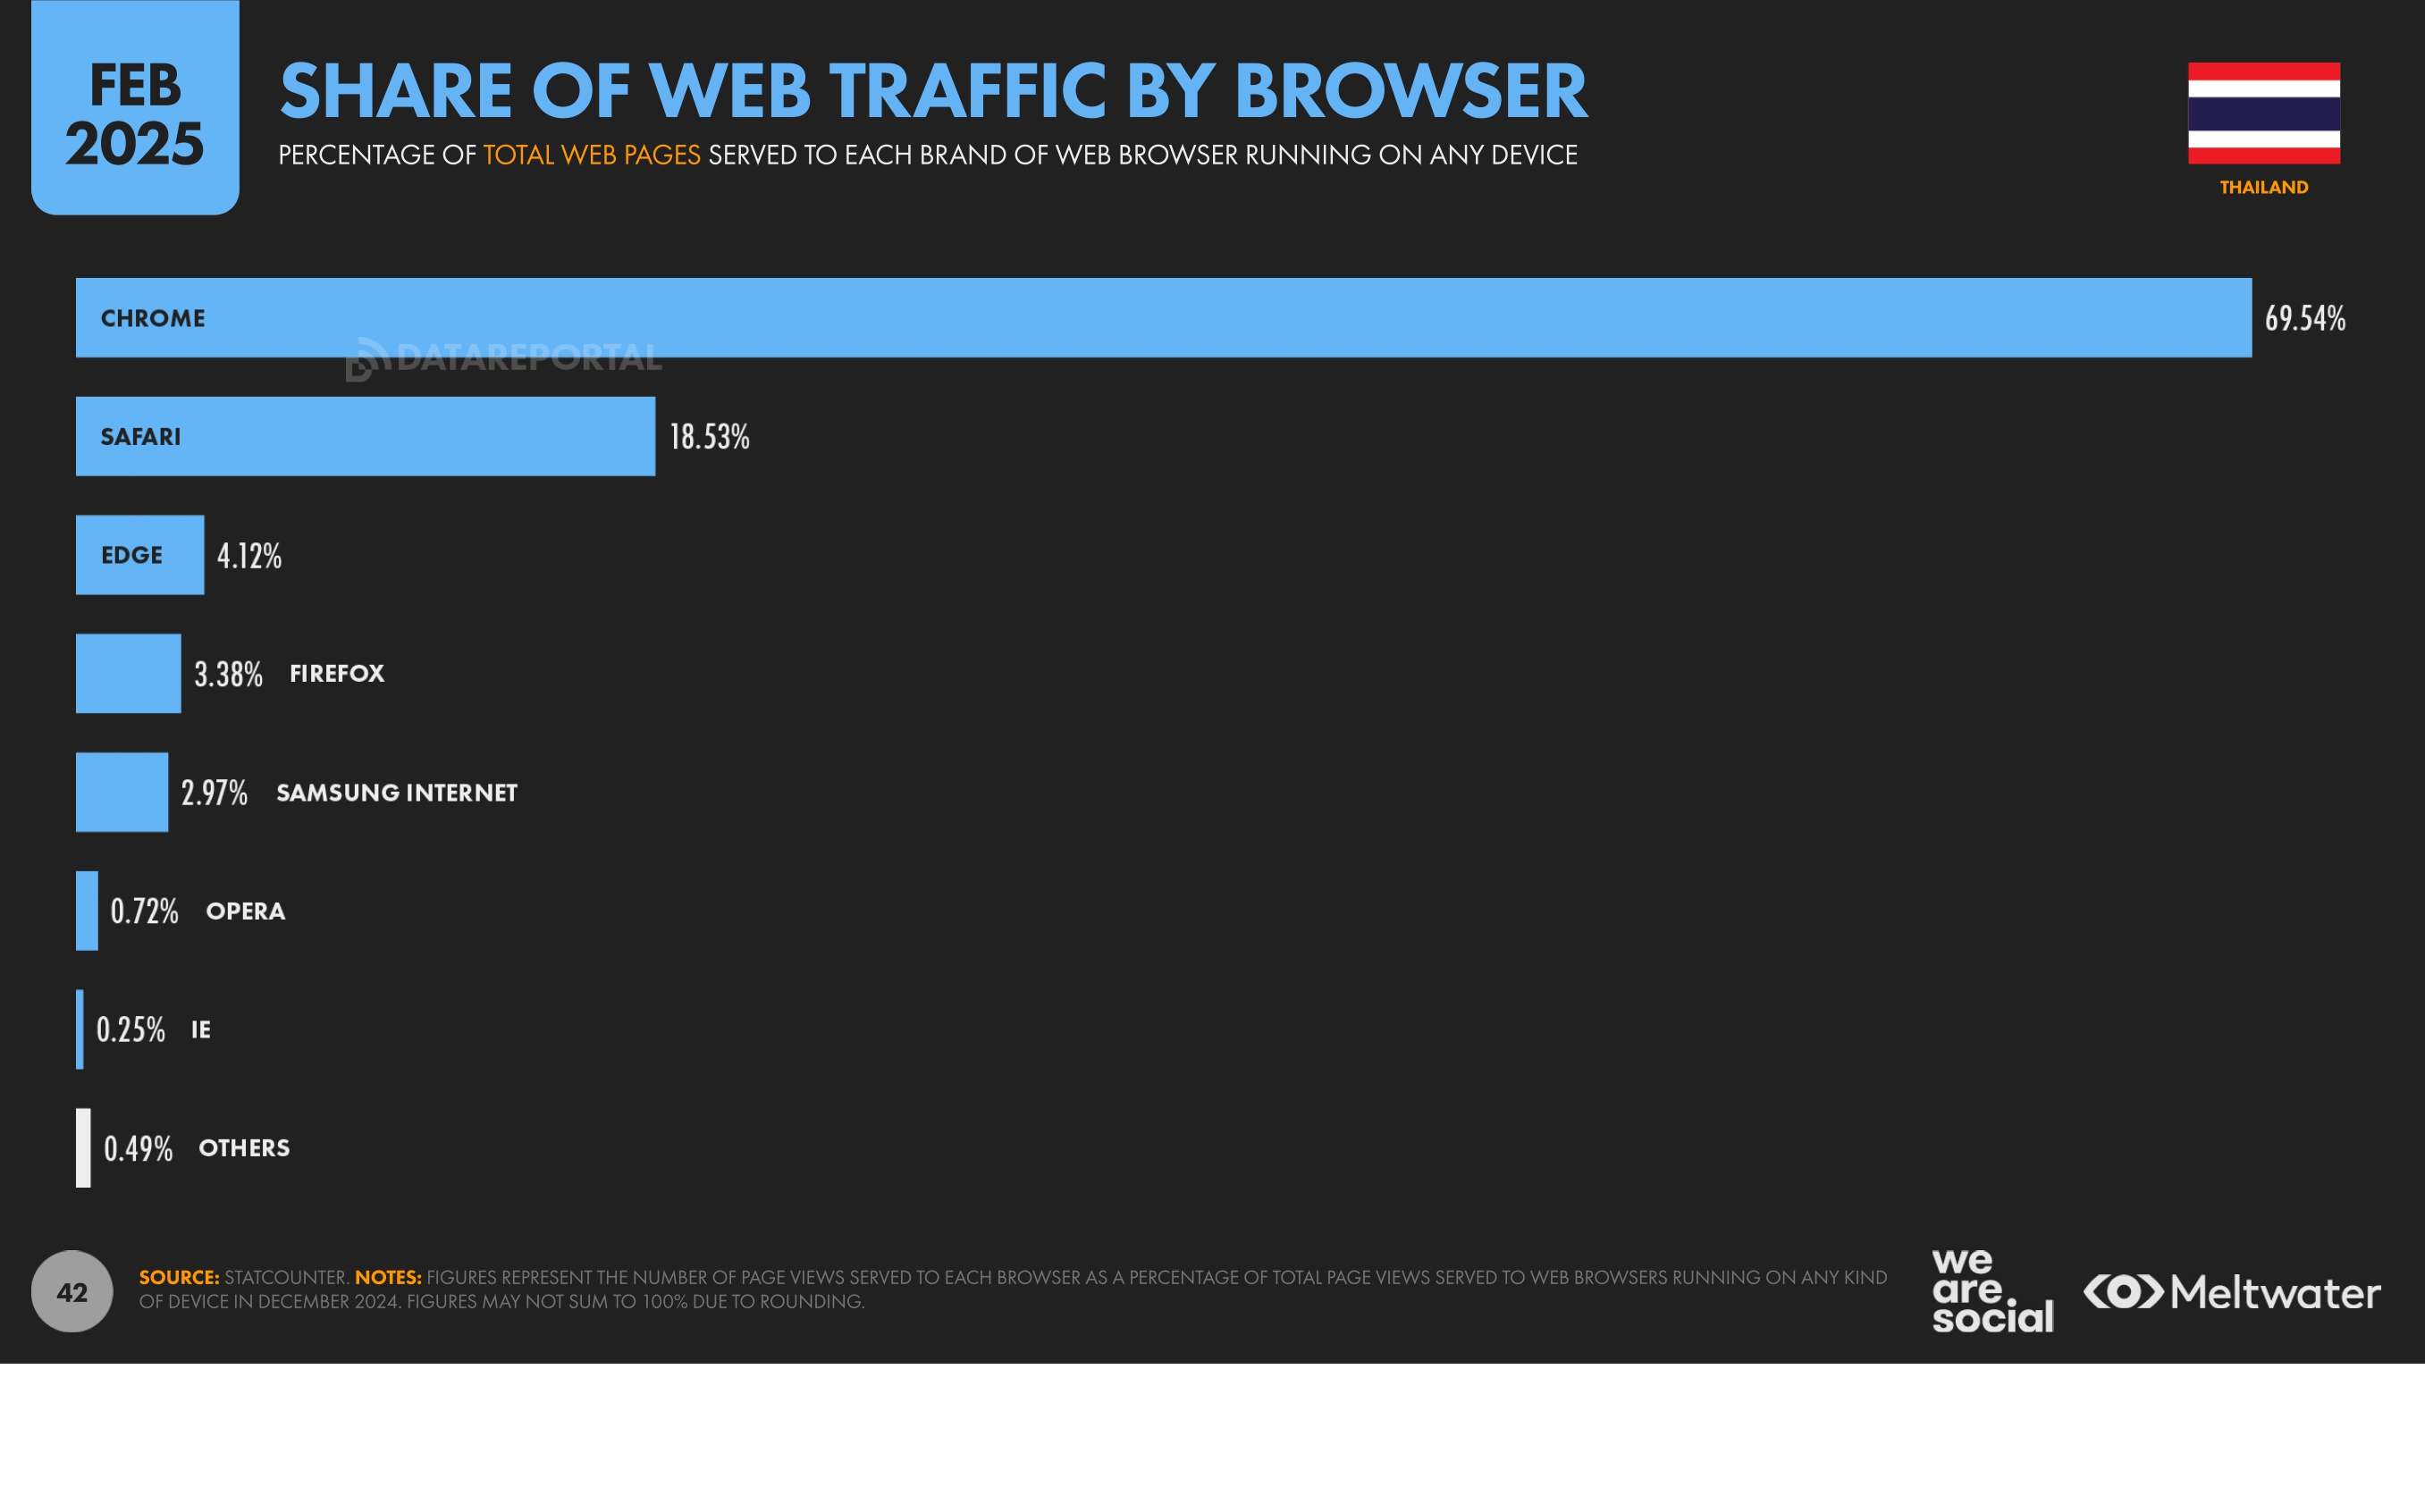 FEB
2025
SHARE OF WEB TRAFFIC BY BROWSER
PERCENTAGE OF TOTAL WEB PAGES SERVED TO EACH BRAND OF WEB BROWSER RUNNING ON ANY DEVICE
THAILAND
CHROME 69.54%
DATAREPORTAL
SAFARI 18.53%
EDGE 4.12%
3.38% FIREFOX
2.97% SAMSUNG INTERNET
0.72% OPERA
0.25% IE
0.49% OTHERS
42
SOURCE: STATCOUNTER. NOTES: FIGURES REPRESENT THE NUMBER OF PAGE VIEWS SERVED TO EACH BROWSER AS A PERCENTAGE OF TOTAL PAGE VIEWS SERVED TO WEB BROWSERS RUNNING ON ANY KIND
OF DEVICE IN DECEMBER 2024. FIGURES MAY NOT SUM TO 100% DUE TO ROUNDING.
we
are
social
Meltwater